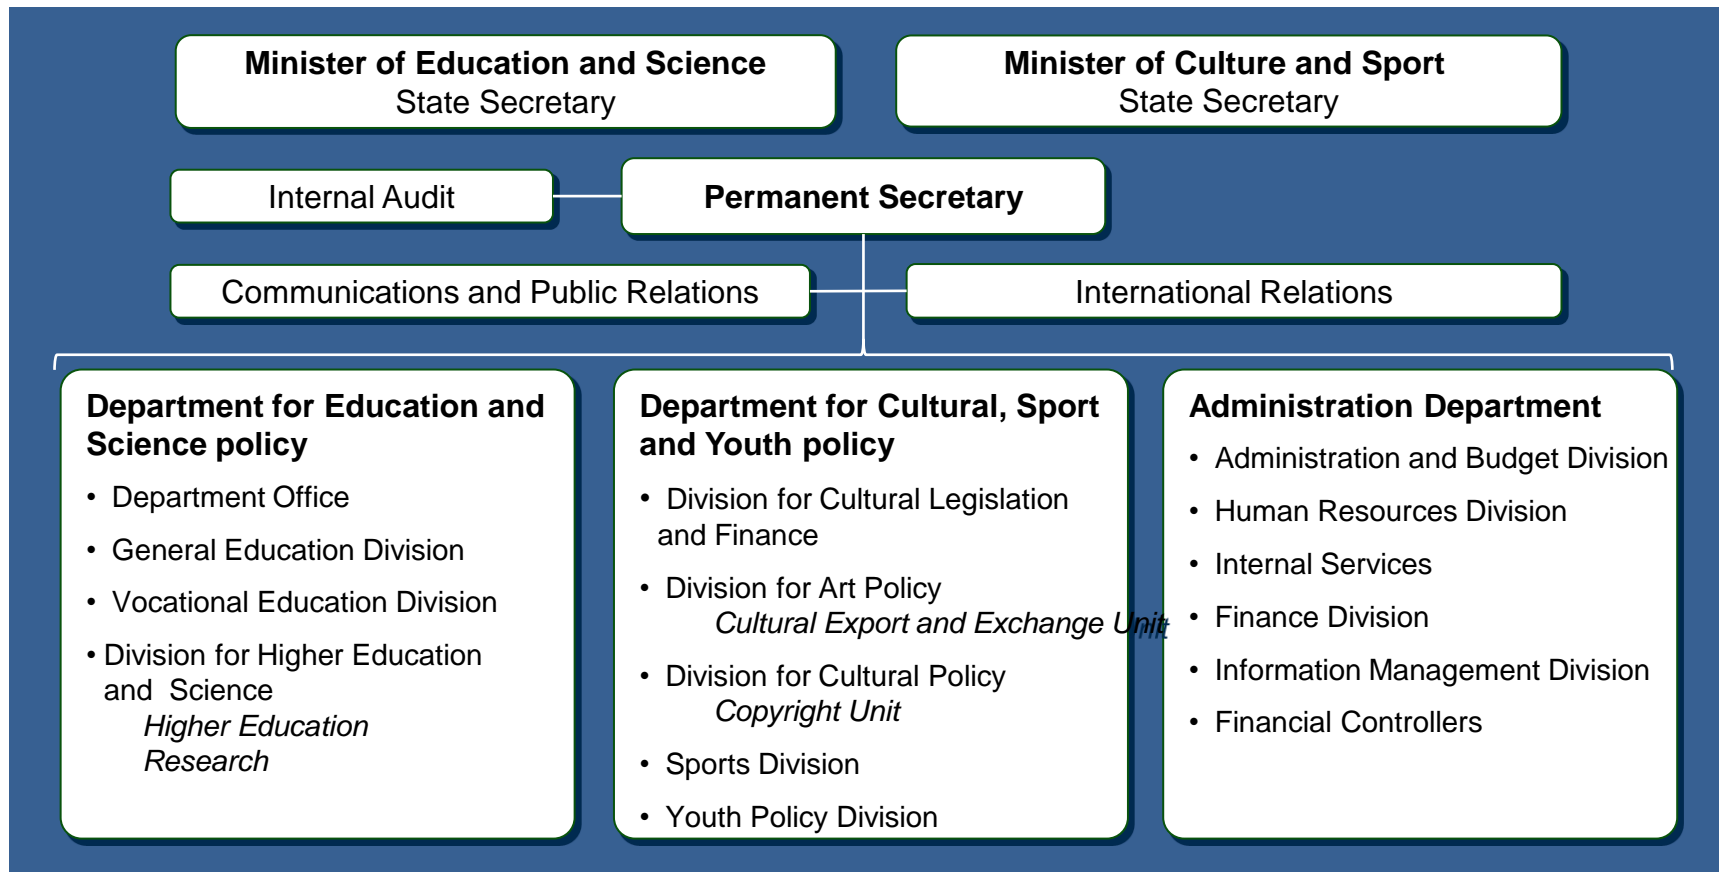 Minister of Education and Science
State Secretary
Minister of Culture and Sport
State Secretary
Internal Audit
Permanent Secretary
Communications and Public Relations
International Relations
Department for Education and
Science policy
• Department Office
• General Education Division
• Vocational Education Division
• Division for Higher Education
and Science
Higher Education
Research
Department for Cultural, Sport
and Youth policy
• Division for Cultural Legislation
and Finance
• Division for Art Policy
Cultural Export and Exchange Unit
• Division for Cultural Policy
Copyright Unit
• Sports Division
• Youth Policy Division
Administration Department
• Administration and Budget Division
• Human Resources Division
• Internal Services
• Finance Division
• Information Management Division
• Financial Controllers